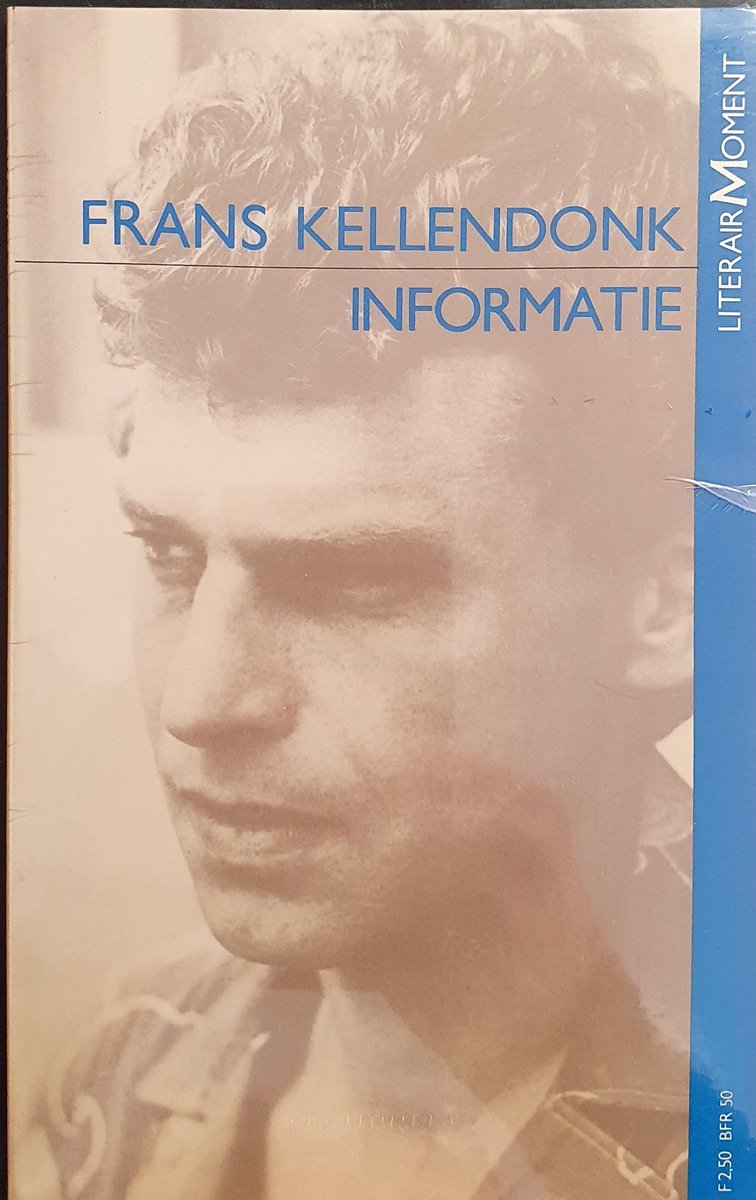 FRANS KELLENDONK
INFORMATIE
LITERAIR MOMENT
F 2,50 BFR 50